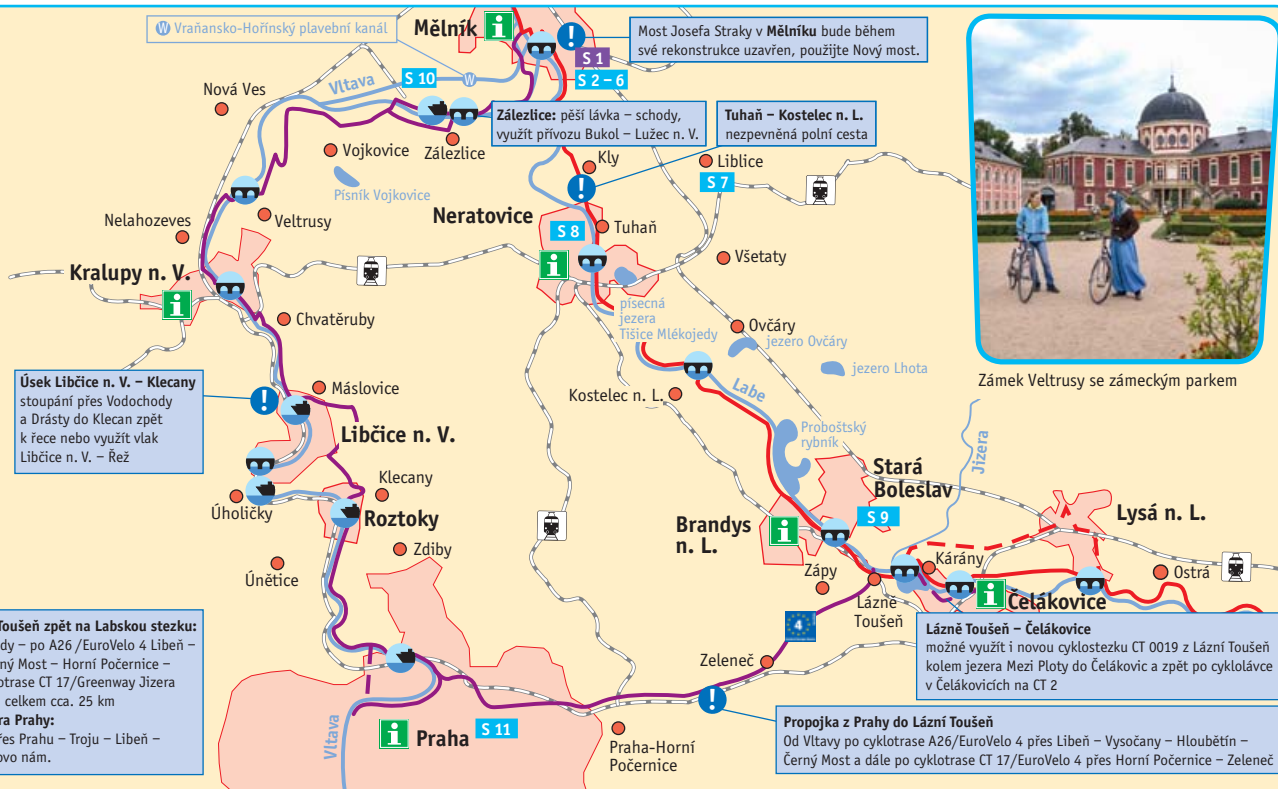 Ⓦ Vraňansko-Hořínský plavební kanál
Mělník
i
!
Most Josefa Straky v Mělníku bude během
své rekonstrukce uzavřen, použijte Nový most.
S 1
S 2 – 6
S 10
Vltava
W
Nová Ves
Zálezlice: pěší lávka – schody,
využít přívozu Bukol – Lužec n. V.
Tuhaň – Kostelec n. L.
nezpevněná polní cesta
Vojkovice
Zálezlice
Písník Vojkovice
Kly
!
Liblice
S 7
Nelahozeves
Veltrusy
Neratovice
S 8
Tuhaň
i
Všetaty
Kralupy n. V.
i
Chvatěruby
písecná
jezera
Tišice Mlékojedy
Ovčáry
jezero Ovčáry
jezero Lhota
Zámek Veltrusy se zámeckým parkem
Úsek Libčice n. V. – Klecany
stoupání přes Vodochody
a Drásty do Klecan zpět
k řece nebo využít vlak
Libčice n. V. – Řež
!
Máslovice
Libčice n. V.
Kostelec n. L.
Labe
Proboštský
rybník
Jizera
Klecany
Úholičky
Roztoky
Zdiby
Únětice
Stará
Boleslav
S 9
Brandys
n. L.
i
Lysá n. L.
Káraný
Ostrá
Zápy
Lázně
Toušeň
i
Čelákovice
4
Zeleneč
Lázně Toušeň – Čelákovice
možné využít i novou cyklostezku CT 0019 z Lázní Toušeň
kolem jezera Mezi Ploty do Čelákovic a zpět po cyklolávce
v Čelákovicích na CT 2
Toušeň zpět na Labskou stezku:
dy – po A26 /EuroVelo 4 Libeň –
ný Most – Horní Počernice –
otrase CT 17/Greenway Jizera
celkem cca. 25 km
ra Prahy:
řes Prahu – Troju – Libeň –
ovo nám.
Vltava
i
Praha
S 11
Praha-Horní
Počernice
!
Propojka z Prahy do Lázní Toušeň
Od Vltavy po cyklotrase A26/EuroVelo 4 přes Libeň – Vysočany – Hloubětín –
Černý Most a dále po cyklotrase CT 17/EuroVelo 4 přes Horní Počernice – Zeleneč